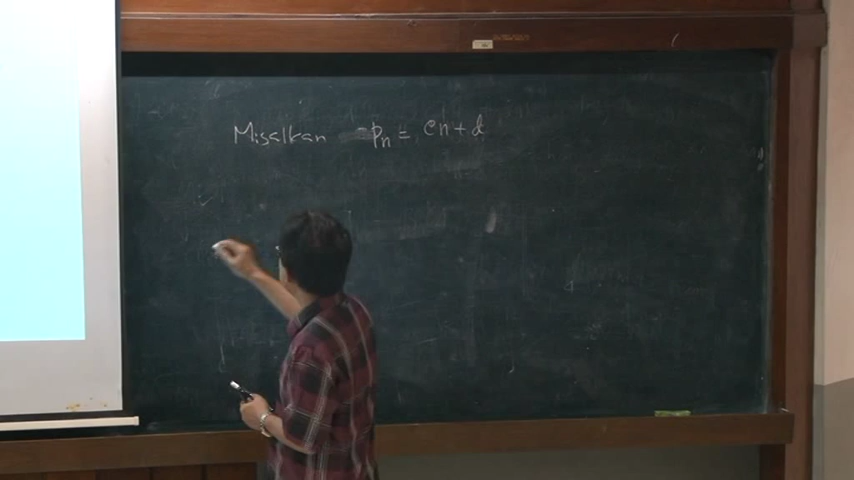 Misalkan pn = cn + d